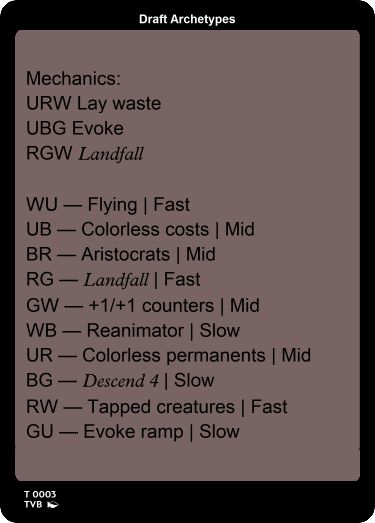 Draft Archetypes
Mechanics:
URW Lay waste
UBG Evoke
RGW Landfall
WU — Flying | Fast
UB — Colorless costs | Mid
BR — Aristocrats | Mid
RG — Landfall | Fast
GW — +1/+1 counters | Mid
WB — Reanimator | Slow
UR — Colorless permanents | Mid
BG — Descend 4 | Slow
RW — Tapped creatures | Fast
GU — Evoke ramp | Slow
T 0003
TVB